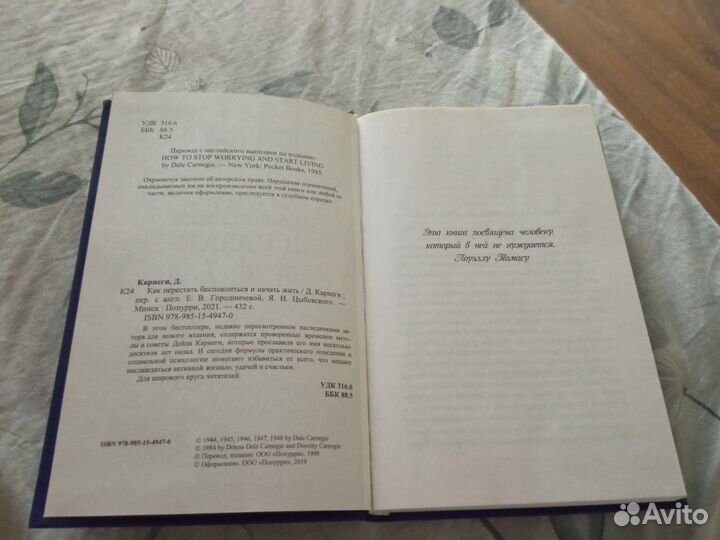 УДК 316.6
ББК 88.5
К24
Перевод с английского выполнен по изданию:
HOW TO STOP WORRYING AND START LIVING
by Dale Carnegie. — New York: Pocket Books, 1985.
Охраняется законом об авторском праве. Нарушение ограничений,
накладываемых им на воспроизведение всей этой книги или любой ее
части, включая оформление, преследуется в судебном порядке.
Карнеги, Д.
К24 Как перестать беспокоиться и начать жить / Д. Карнеги ;
пер. с англ. Е. В. Городничевой, Я. И. Цыбовского. —
Минск : Попурри, 2021. — 432 с.
ISBN 978-985-15-4947-0
В этом бестселлере, недавно пересмотренном наследниками ав-
тора для нового издания, содержатся проверенные временем мето-
ды и советы Дейла Карнеги, которые прославили его имя несколько
десятков лет назад. И сегодня формулы практического поведения и
социальной психологии помогают избавиться от всего, что мешает
наслаждаться активной жизнью, удачей и счастьем.
Для широкого круга читателей.
УДК 316.6
ББК 88.5
ISBN 978-985-15-4947-0
© 1944, 1945, 1946, 1947, 1948 by Dale Carnegie
© 1984 by Donna Dale Carnegie and Dorothy Carnegie
© Перевод, издание. ООО «Попурри», 1998
© Оформление. ООО «Попурри», 2019
Эта книга посвящена человеку,
который в ней не нуждается,
Лоуэллу Томасу
Avito